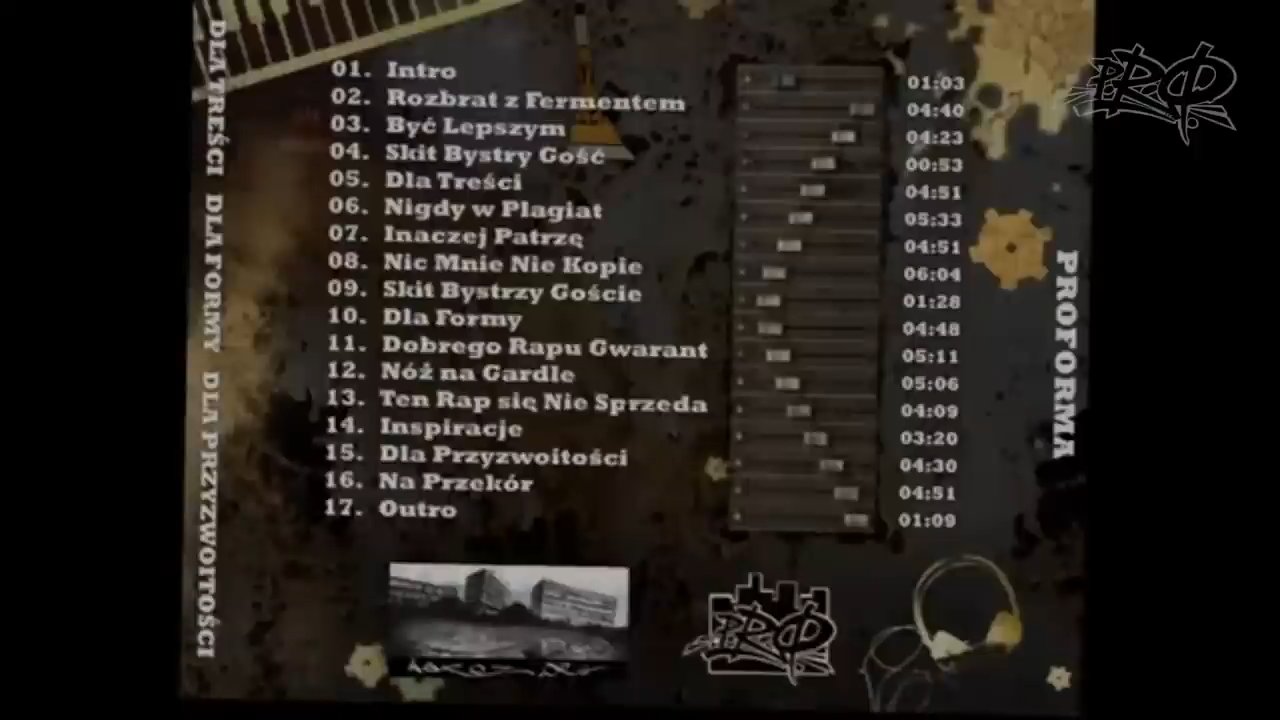 DLA TREŚCI DLA FORMY DLA PRZYZWOITOŚCI
01. Intro 01:03
02. Rozbrat z Fermentem 04:40
03. Być Lepszym 04:23
04. Skit Bystry Gość 00:53
05. Dla Treści 04:51
06. Nigdy w Plagiat 05:33
07. Inaczej Patrzę 04:51
08. Nic Mnie Nie Kopie 06:04
09. Skit Bystrzy Goście 01:28
10. Dla Formy 04:48
11. Dobrego Rapu Gwarant 05:11
12. Nóż na Gardle 05:06
13. Ten Rap się Nie Sprzeda 04:09
14. Inspiracje 03:20
15. Dla Przyzwoitości 04:30
16. Na Przekór 04:51
17. Outro 01:09
PROFORMA